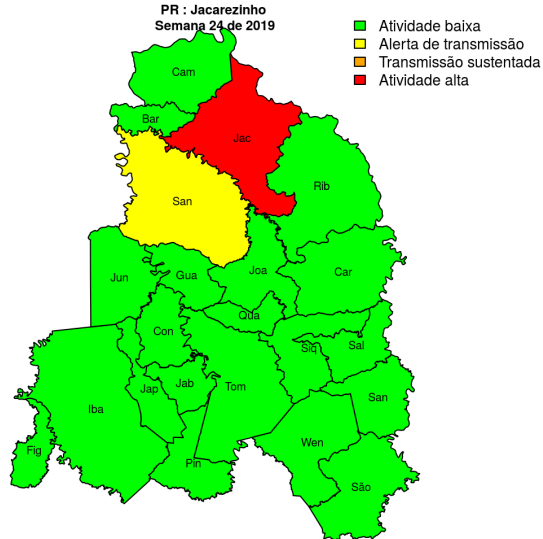 PR : Jacarezinho
Semana 24 de 2019
Atividade baixa
Alerta de transmissão
Transmissão sustentada
Atividade alta
Cam
Bar
Jac
Rib
San
Jun
Gua
Joa
Car
Qua
Con
Siq
Sal
Jap
Jab
Tom
San
Iba
Wen
Fig
Pin
São